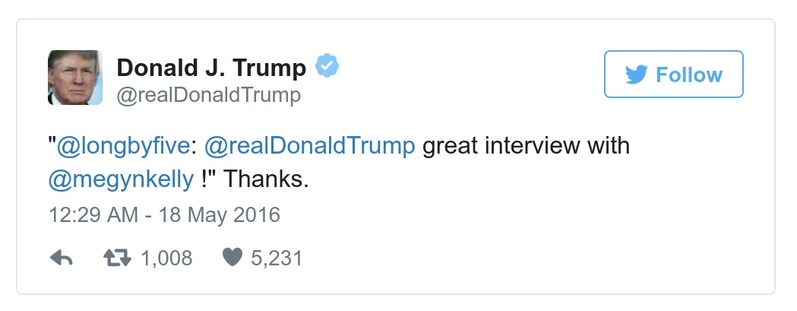 Donald J. Trump
@realDonaldTrump
Follow
"@longbyfive: @realDonaldTrump great interview with
@megynkelly !" Thanks.
12:29 AM - 18 May 2016
1,008 5,231